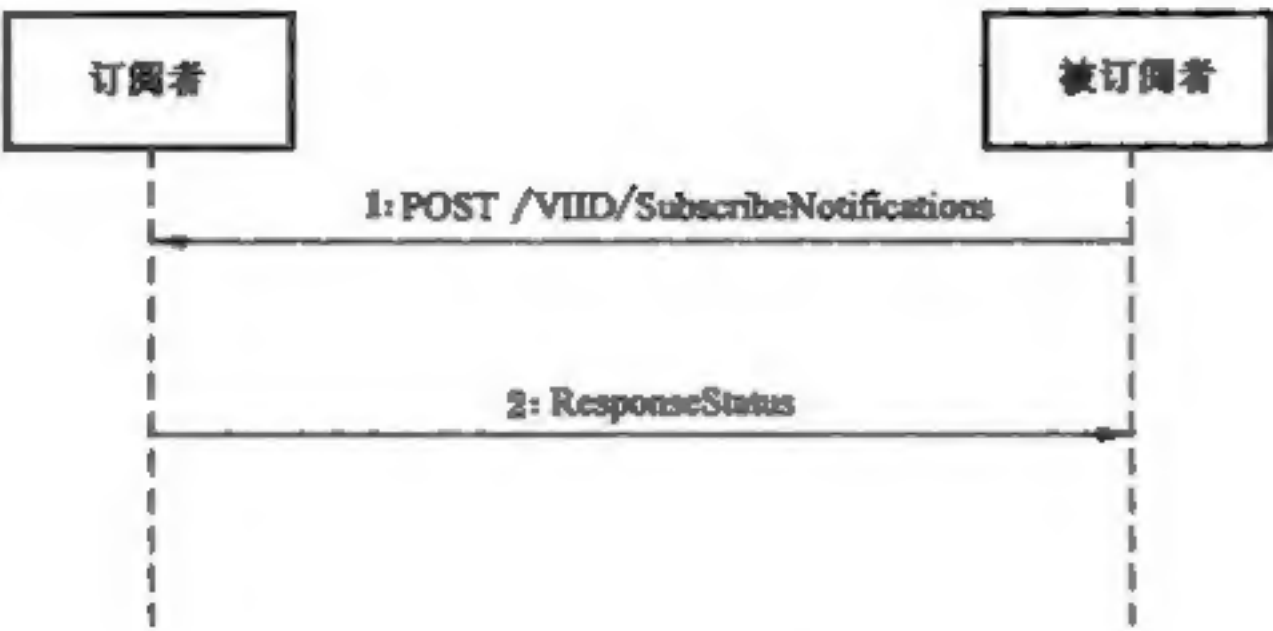 订阅者
被订阅者
1: POST /VIID/SubscribeNotifications
2: ResponseStatus